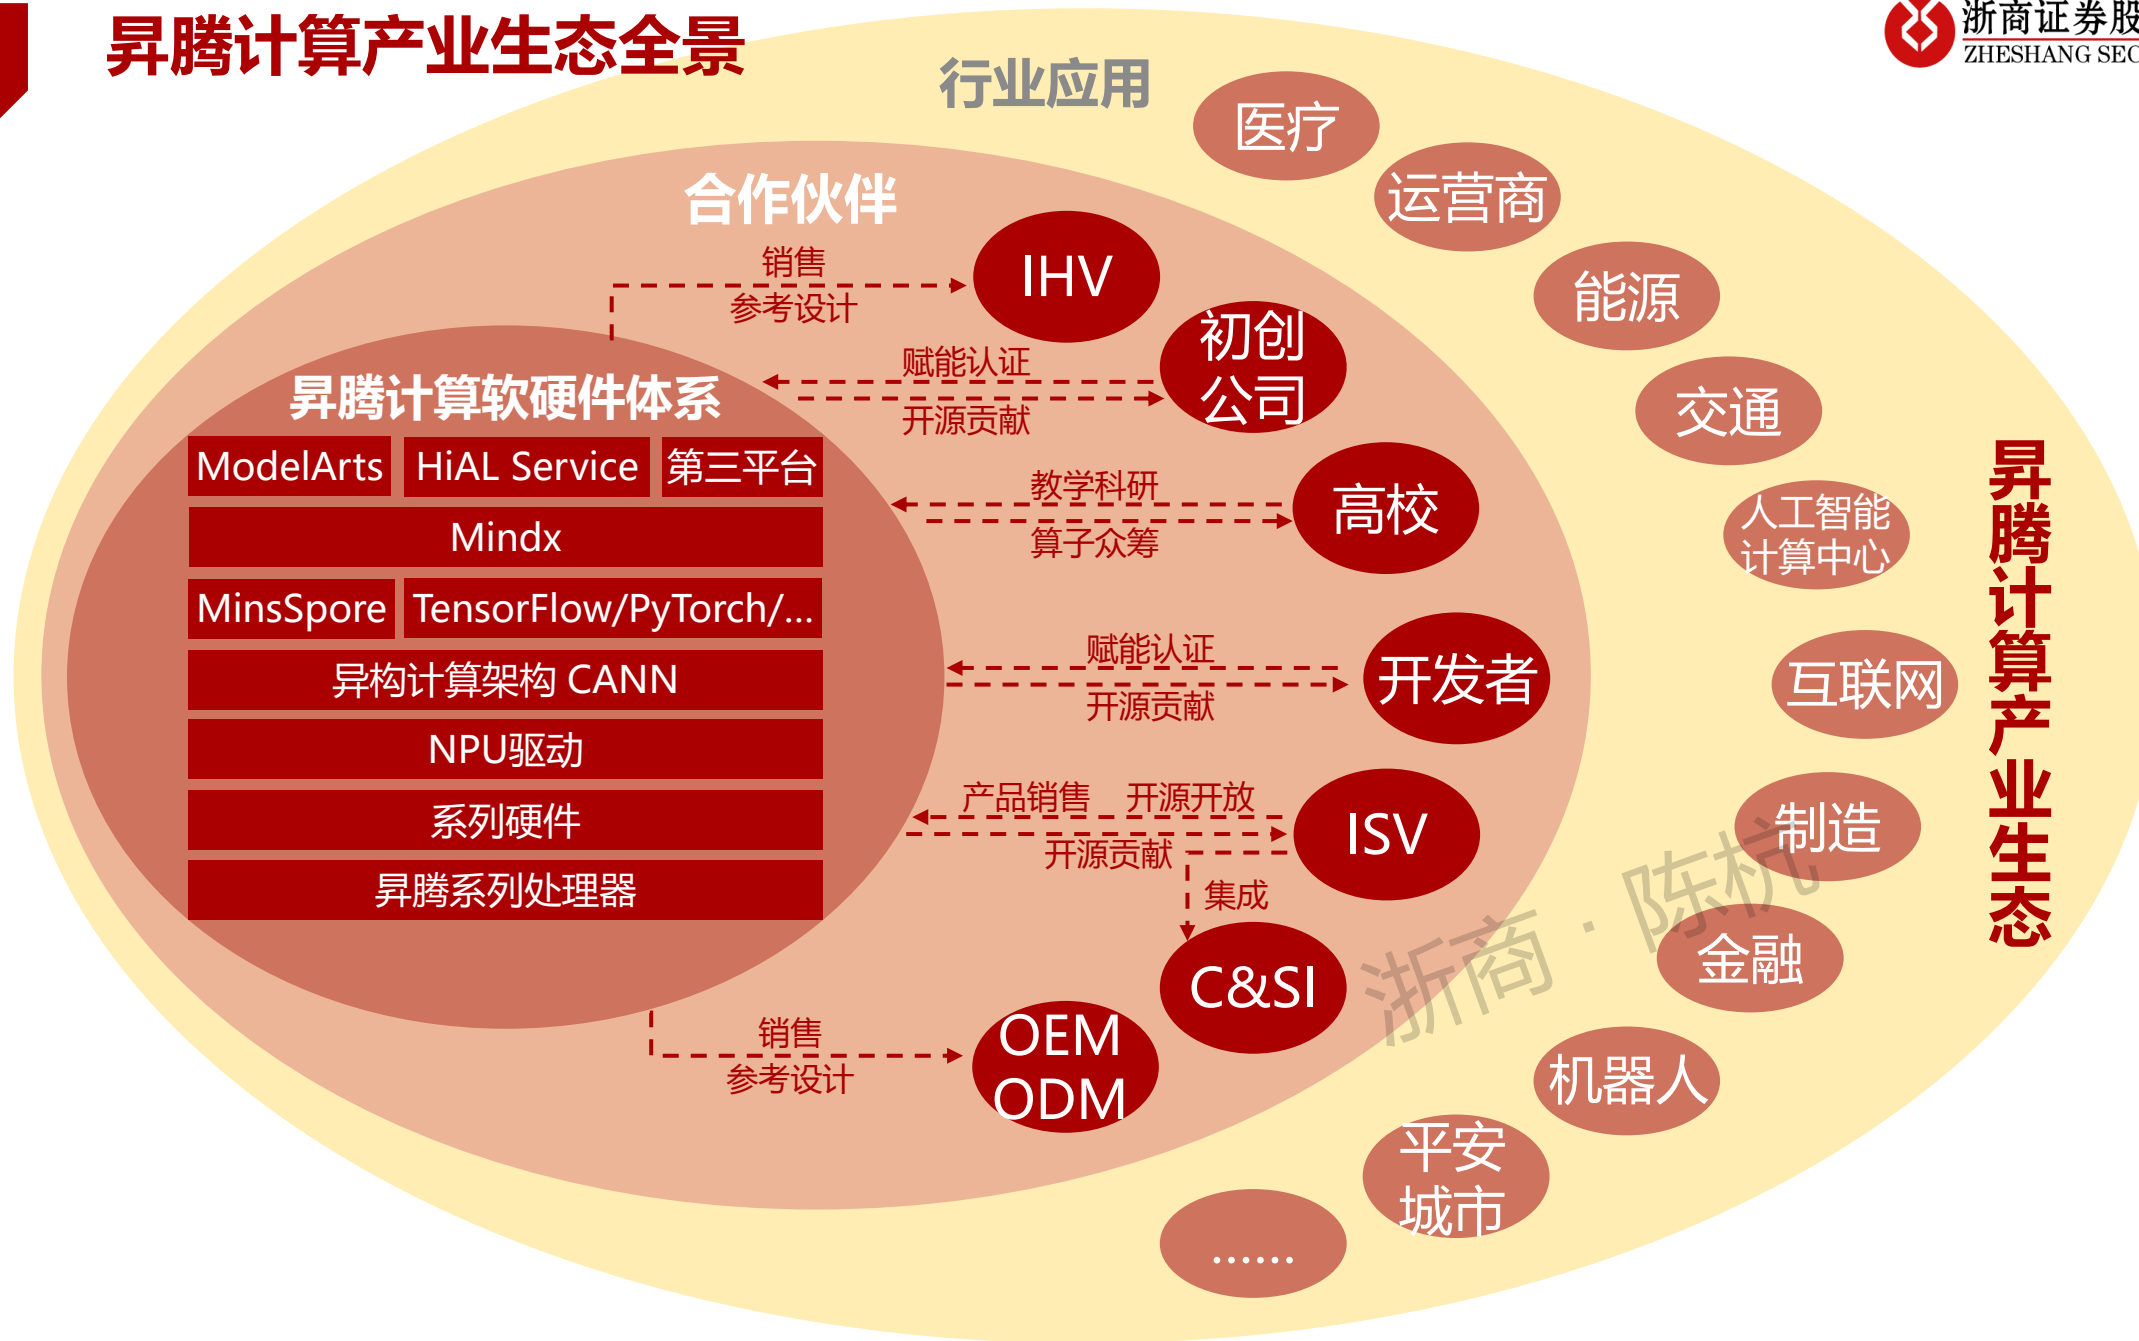 昇腾计算产业生态全景
浙商证券股
ZHESHANG SEC
行业应用
医疗
运营商
能源
交通
人工智能
计算中心
互联网
制造
金融
机器人
平安
城市
......
昇腾计算产业生态
合作伙伴
销售
参考设计
IHV
赋能认证
开源贡献
初创
公司
教学科研
算子众筹
高校
赋能认证
开源贡献
开发者
产品销售 开源开放
开源贡献
ISV
集成
C&SI
销售
参考设计
OEM
ODM
昇腾计算软硬件体系
ModelArts HiAL Service 第三平台
Mindx
MinsSpore TensorFlow/PyTorch/...
异构计算架构 CANN
NPU驱动
系列硬件
昇腾系列处理器
浙商 · 陈杭